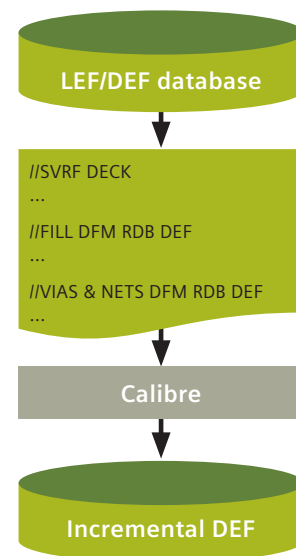 LEF/DEF database
//SVRF DECK
...
//FILL DFM RDB DEF
...
//VIAS & NETS DFM RDB DEF
...
Calibre
Incremental DEF